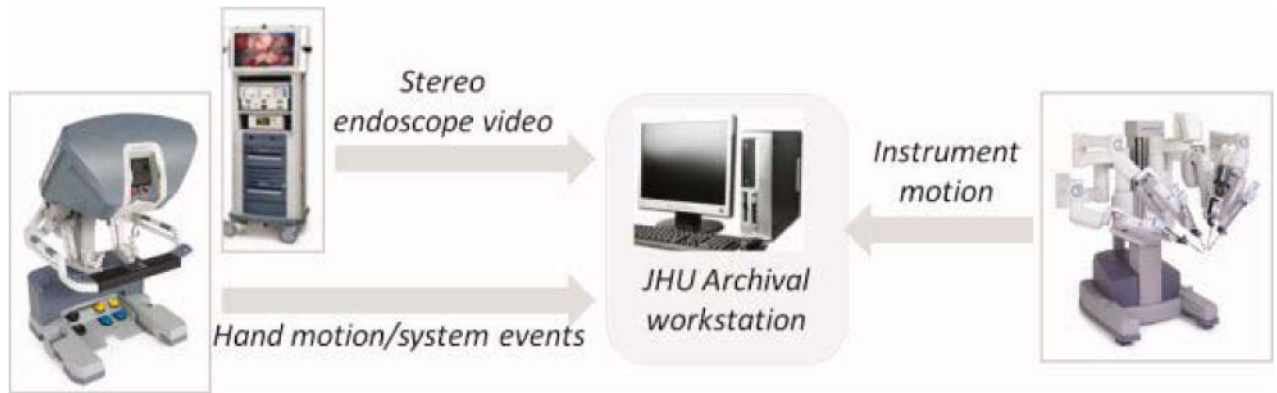 Stereo
endoscope video
Instrument
motion
JHU Archival
workstation
Hand motion/system events